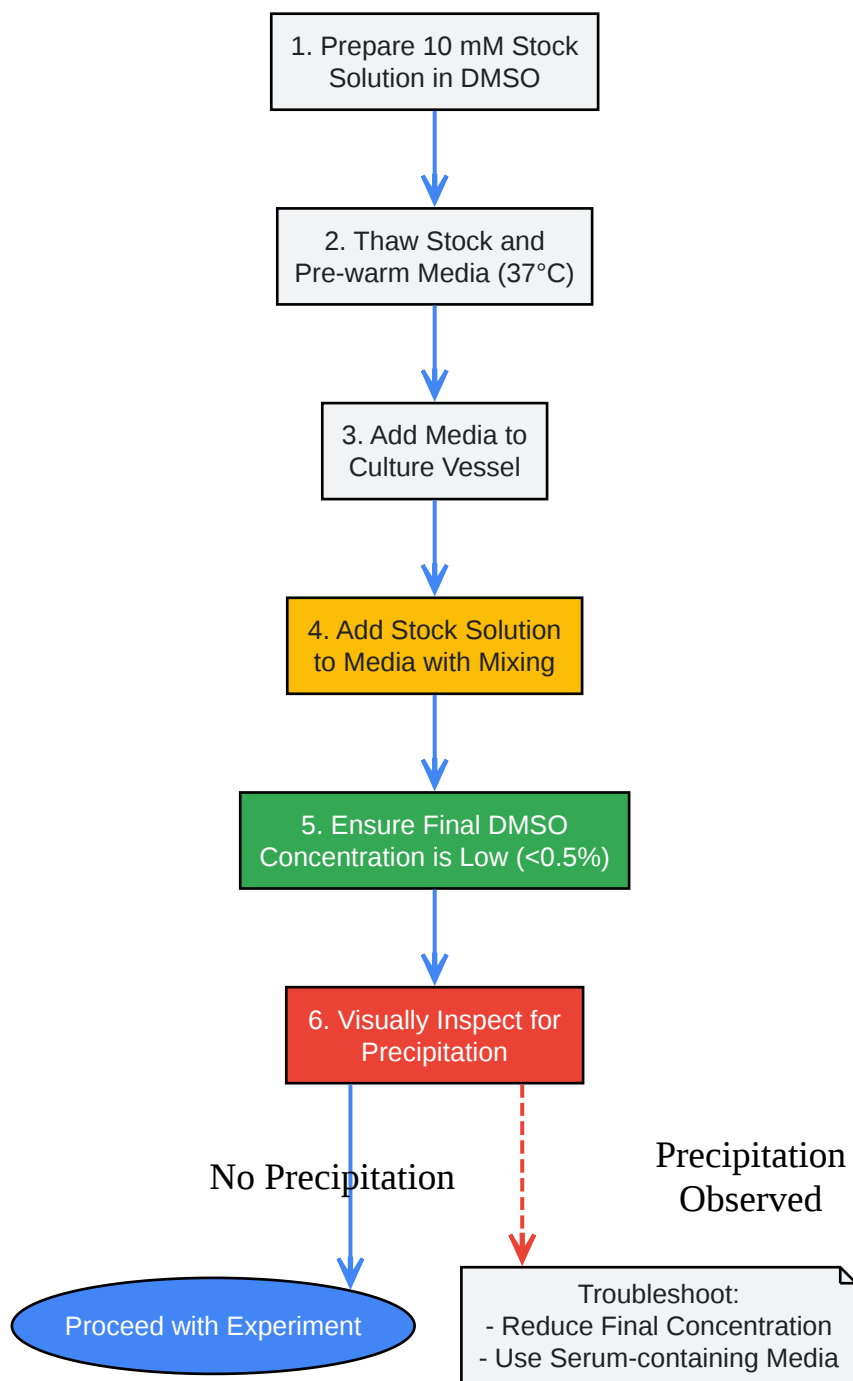 1. Prepare 10 mM Stock
Solution in DMSO
2. Thaw Stock and
Pre-warm Media (37°C)
3. Add Media to
Culture Vessel
4. Add Stock Solution
to Media with Mixing
5. Ensure Final DMSO
Concentration is Low (<0.5%)
6. Visually Inspect for
Precipitation
No Precipitation
Precipitation
Observed
Proceed with Experiment
Troubleshoot:
- Reduce Final Concentration
- Use Serum-containing Media